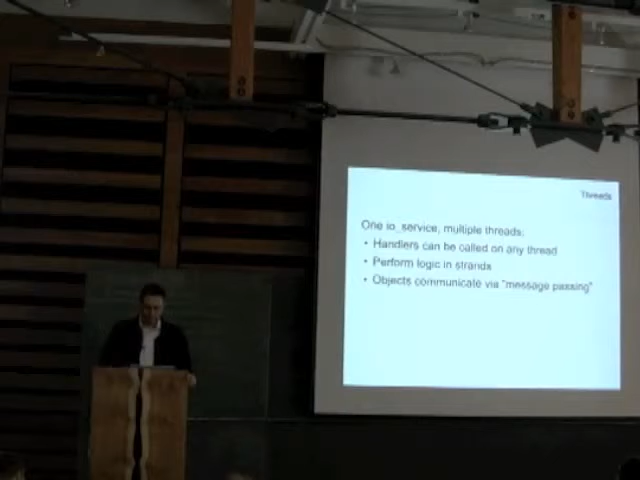 Threads
One io_service, multiple threads:
• Handlers can be called on any thread
• Perform logic in strands
• Objects communicate via "message passing"